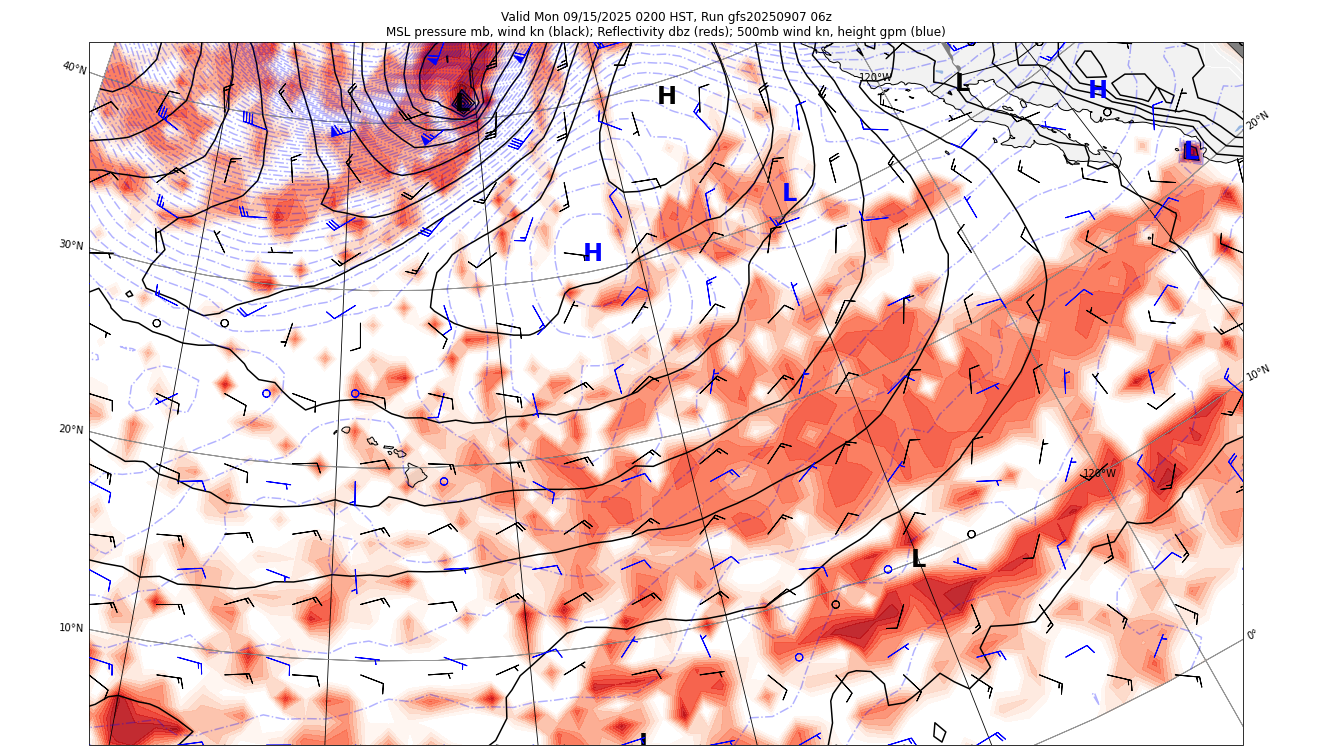 Valid Mon 09/15/2025 0200 HST, Run gfs20250907 06z
MSL pressure mb, wind kn (black); Reflectivity dbz (reds); 500mb wind kn, height gpm (blue)
40°N
H
120°W
L
H
20°N
L
L
L
30°N
H
10°N
20°N
120°W
L
10°N
0°
L